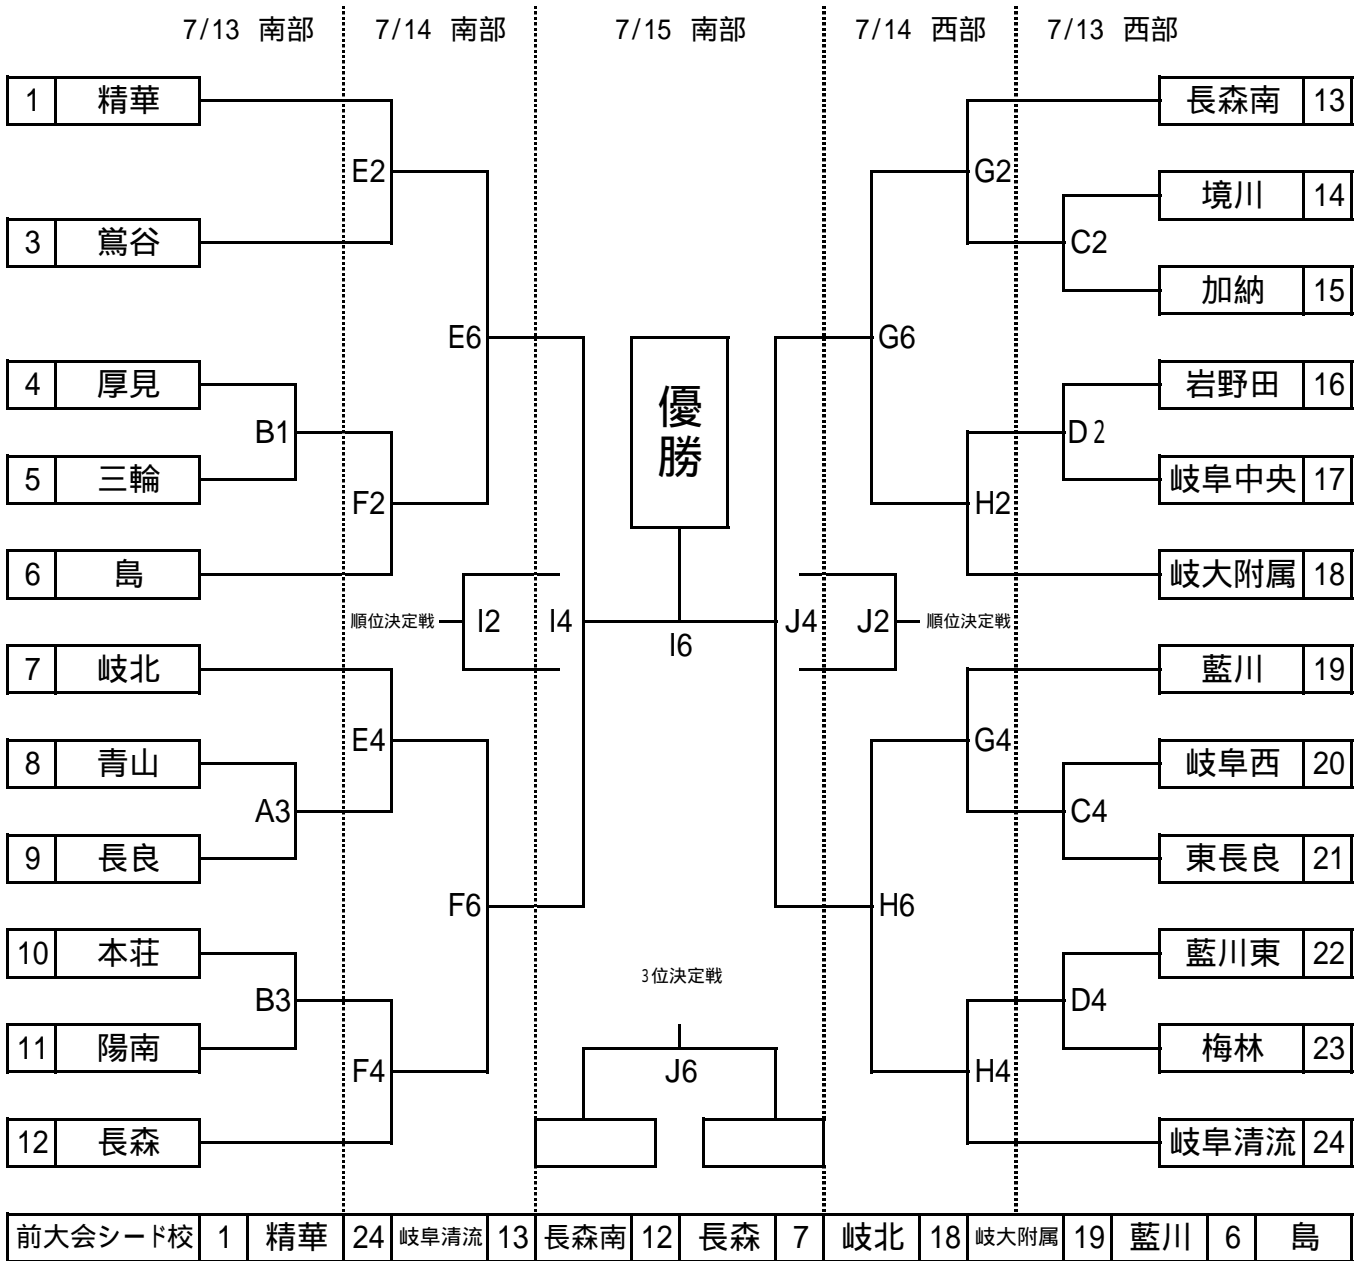 7/13 南部 7/14 南部 7/15 南部 7/14 西部 7/13 西部
1 精華 長森南 13
E2 G2
境川 14
3 鶯谷 C2
加納 15
E6 G6
4 厚見 優勝 岩野田 16
B1 D2
5 三輪 岐阜中央 17
F2 H2
6 島 岐大附属 18
順位決定戦 I2 I4 I6 J4 J2 順位決定戦
7 岐北 藍川 19
E4 G4
8 青山 岐阜西 20
A3 C4
9 長良 東長良 21
F6 H6
10 本荘 藍川東 22
3位決定戦
B3 D4
11 陽南 梅林 23
F4 J6 H4
12 長森 岐阜清流 24
前大会シード校 1 精華 24 岐阜清流 13 長森南 12 長森 7 岐北 18 岐大附属 19 藍川 6 島